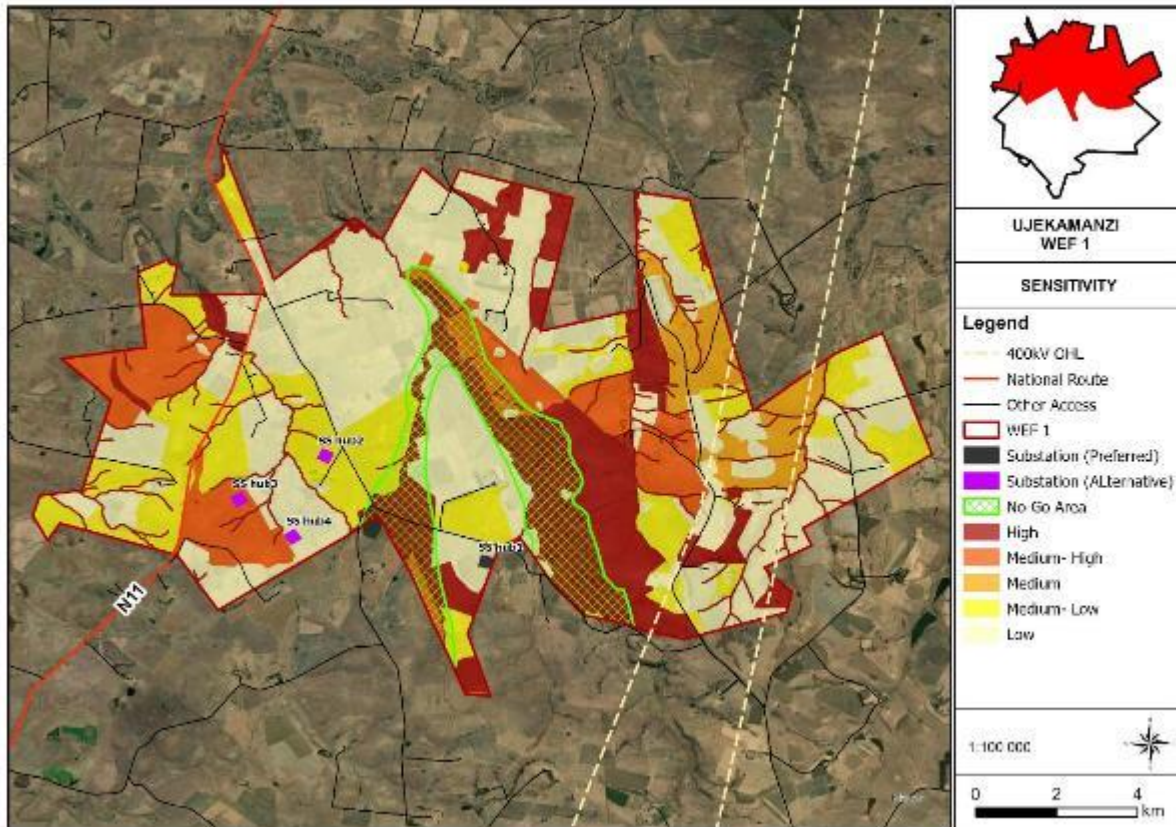 SS hub2
SS hub3
SS hub4
SS hub1
N11
UJEKAMANZI
WEF 1
SENSITIVITY
Legend
400kV OHL
National Route
Other Access
WEF 1
Substation (Preferred)
Substation (ALternative)
No Go Area
High
Medium- High
Medium
Medium- Low
Low
1:100 000
0 2 4
km